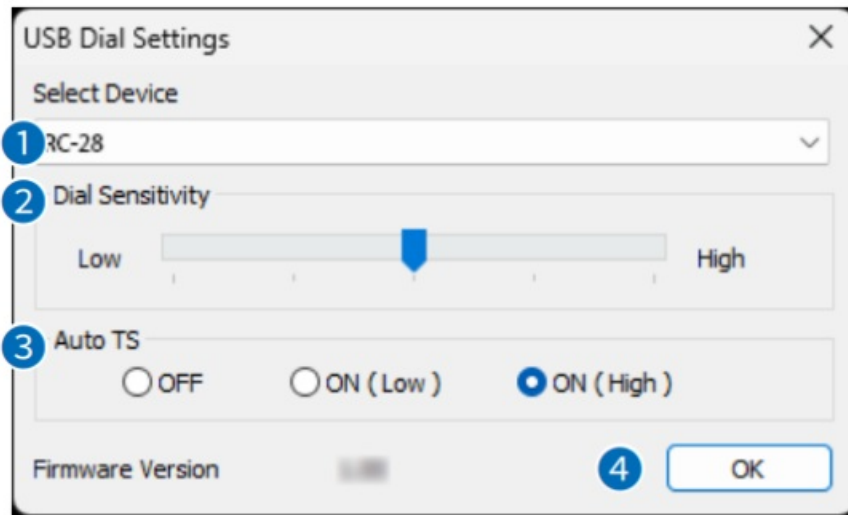 USB Dial Settings
Select Device
1 RC-28
2 Dial Sensitivity
Low High
3 Auto TS
OFF ON ( Low ) ON ( High )
Firmware Version 4 OK